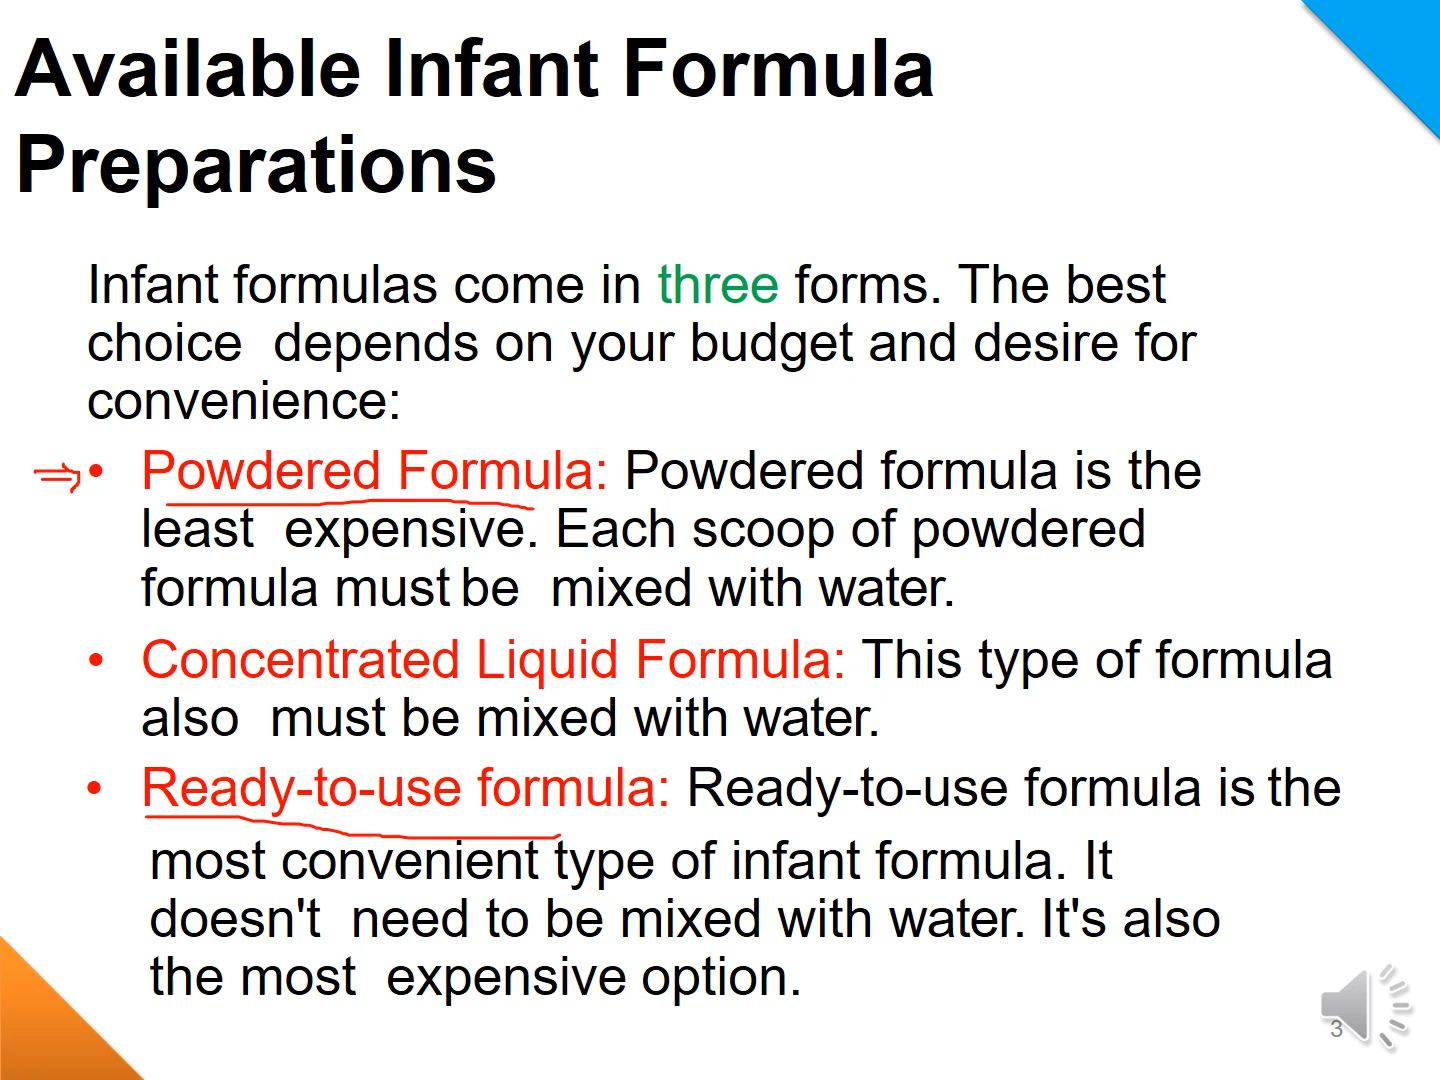 Available Infant Formula
Preparations
Infant formulas come in three forms. The best
choice depends on your budget and desire for
convenience:
• Powdered Formula: Powdered formula is the
least expensive. Each scoop of powdered
formula must be mixed with water.
• Concentrated Liquid Formula: This type of formula
also must be mixed with water.
• Ready-to-use formula: Ready-to-use formula is the
most convenient type of infant formula. It
doesn't need to be mixed with water. It's also
the most expensive option.
3